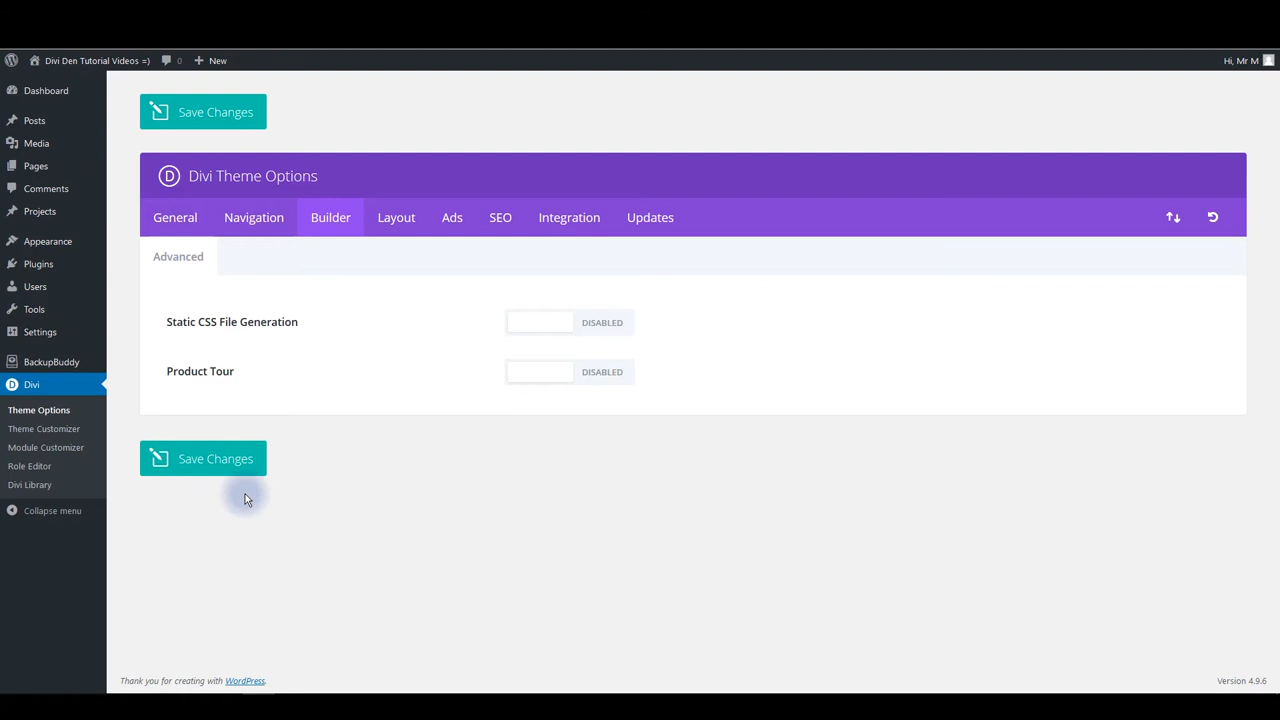 Divi Den Tutorial Videos =)
0
New
Hi, Mr M
Dashboard
Posts
Media
Pages
Comments
Projects
Appearance
Plugins
Users
Tools
Settings
BackupBuddy
D Divi
Theme Options
Theme Customizer
Module Customizer
Role Editor
Divi Library
Collapse menu
Save Changes
D Divi Theme Options
General
Navigation
Builder
Layout
Ads
SEO
Integration
Updates
Advanced
Static CSS File Generation
DISABLED
Product Tour
DISABLED
Save Changes
Thank you for creating with WordPress.
Version 4.9.6